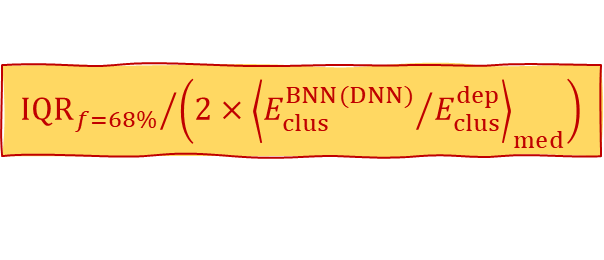 IQR_{f=68%}/(2 × ⟨E_{clus}^{BNN(DNN)}/E_{clus}^{dep}⟩_{med})